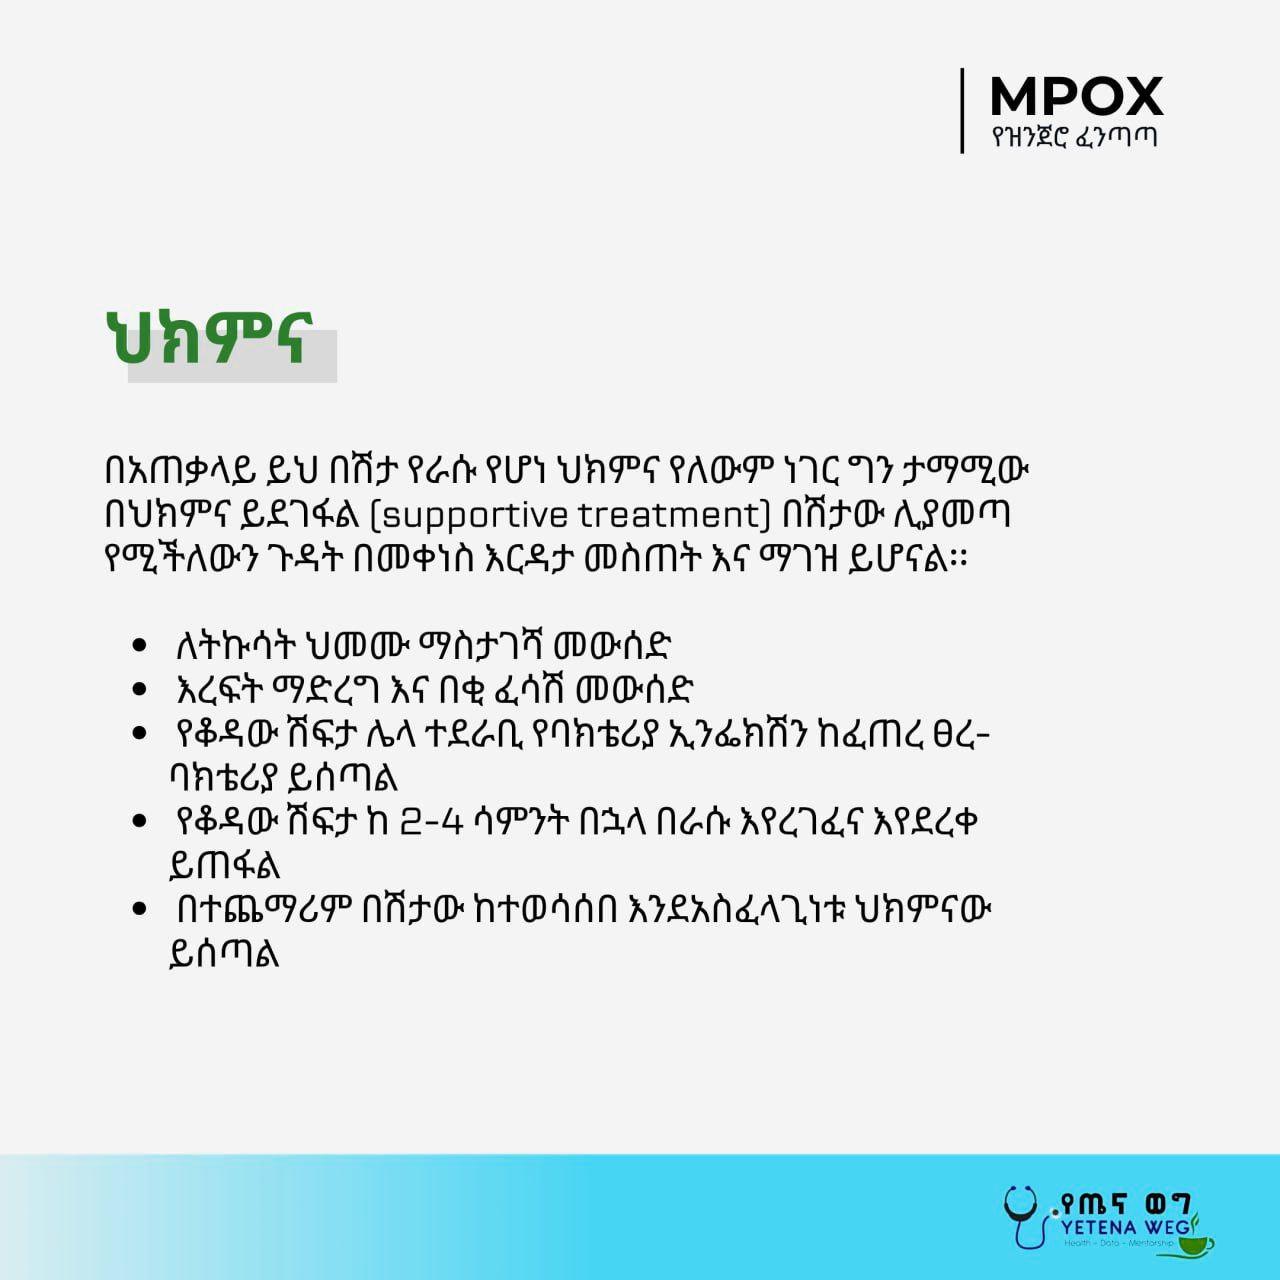 MPOX
የዝንጀሮ ፈንጣጣ
ህክምና
በአጠቃላይ ይህ በሽታ የራሱ የሆነ ህክምና የለውም ነገር ግን ታማሚው
በህክምና ይደገፋል (supportive treatment) በሽታው ሊያመጣ
የሚችለውን ጉዳት በመቀነስ እርዳታ መስጠት እና ማገዝ ይሆናል፡፡
• ለትኩሳት ህመሙ ማስታገሻ መውሰድ
• እረፍት ማድረግ እና በቂ ፈሳሽ መውሰድ
• የቆዳው ሽፍታ ሌላ ተደራቢ የባክቴሪያ ኢንፌክሽን ከፈጠረ ፀረ-
ባክቴሪያ ይሰጣል
• የቆዳው ሽፍታ ከ 2-4 ሳምንት በኋላ በራሱ እየረገፈና እየደረቀ
ይጠፋል
• በተጨማሪም በሽታው ከተወሳሰበ እንደአስፈላጊነቱ ህክምናው
ይሰጣል
የጤና ወግ
YETENA WEG
Health - Data - Mentorship